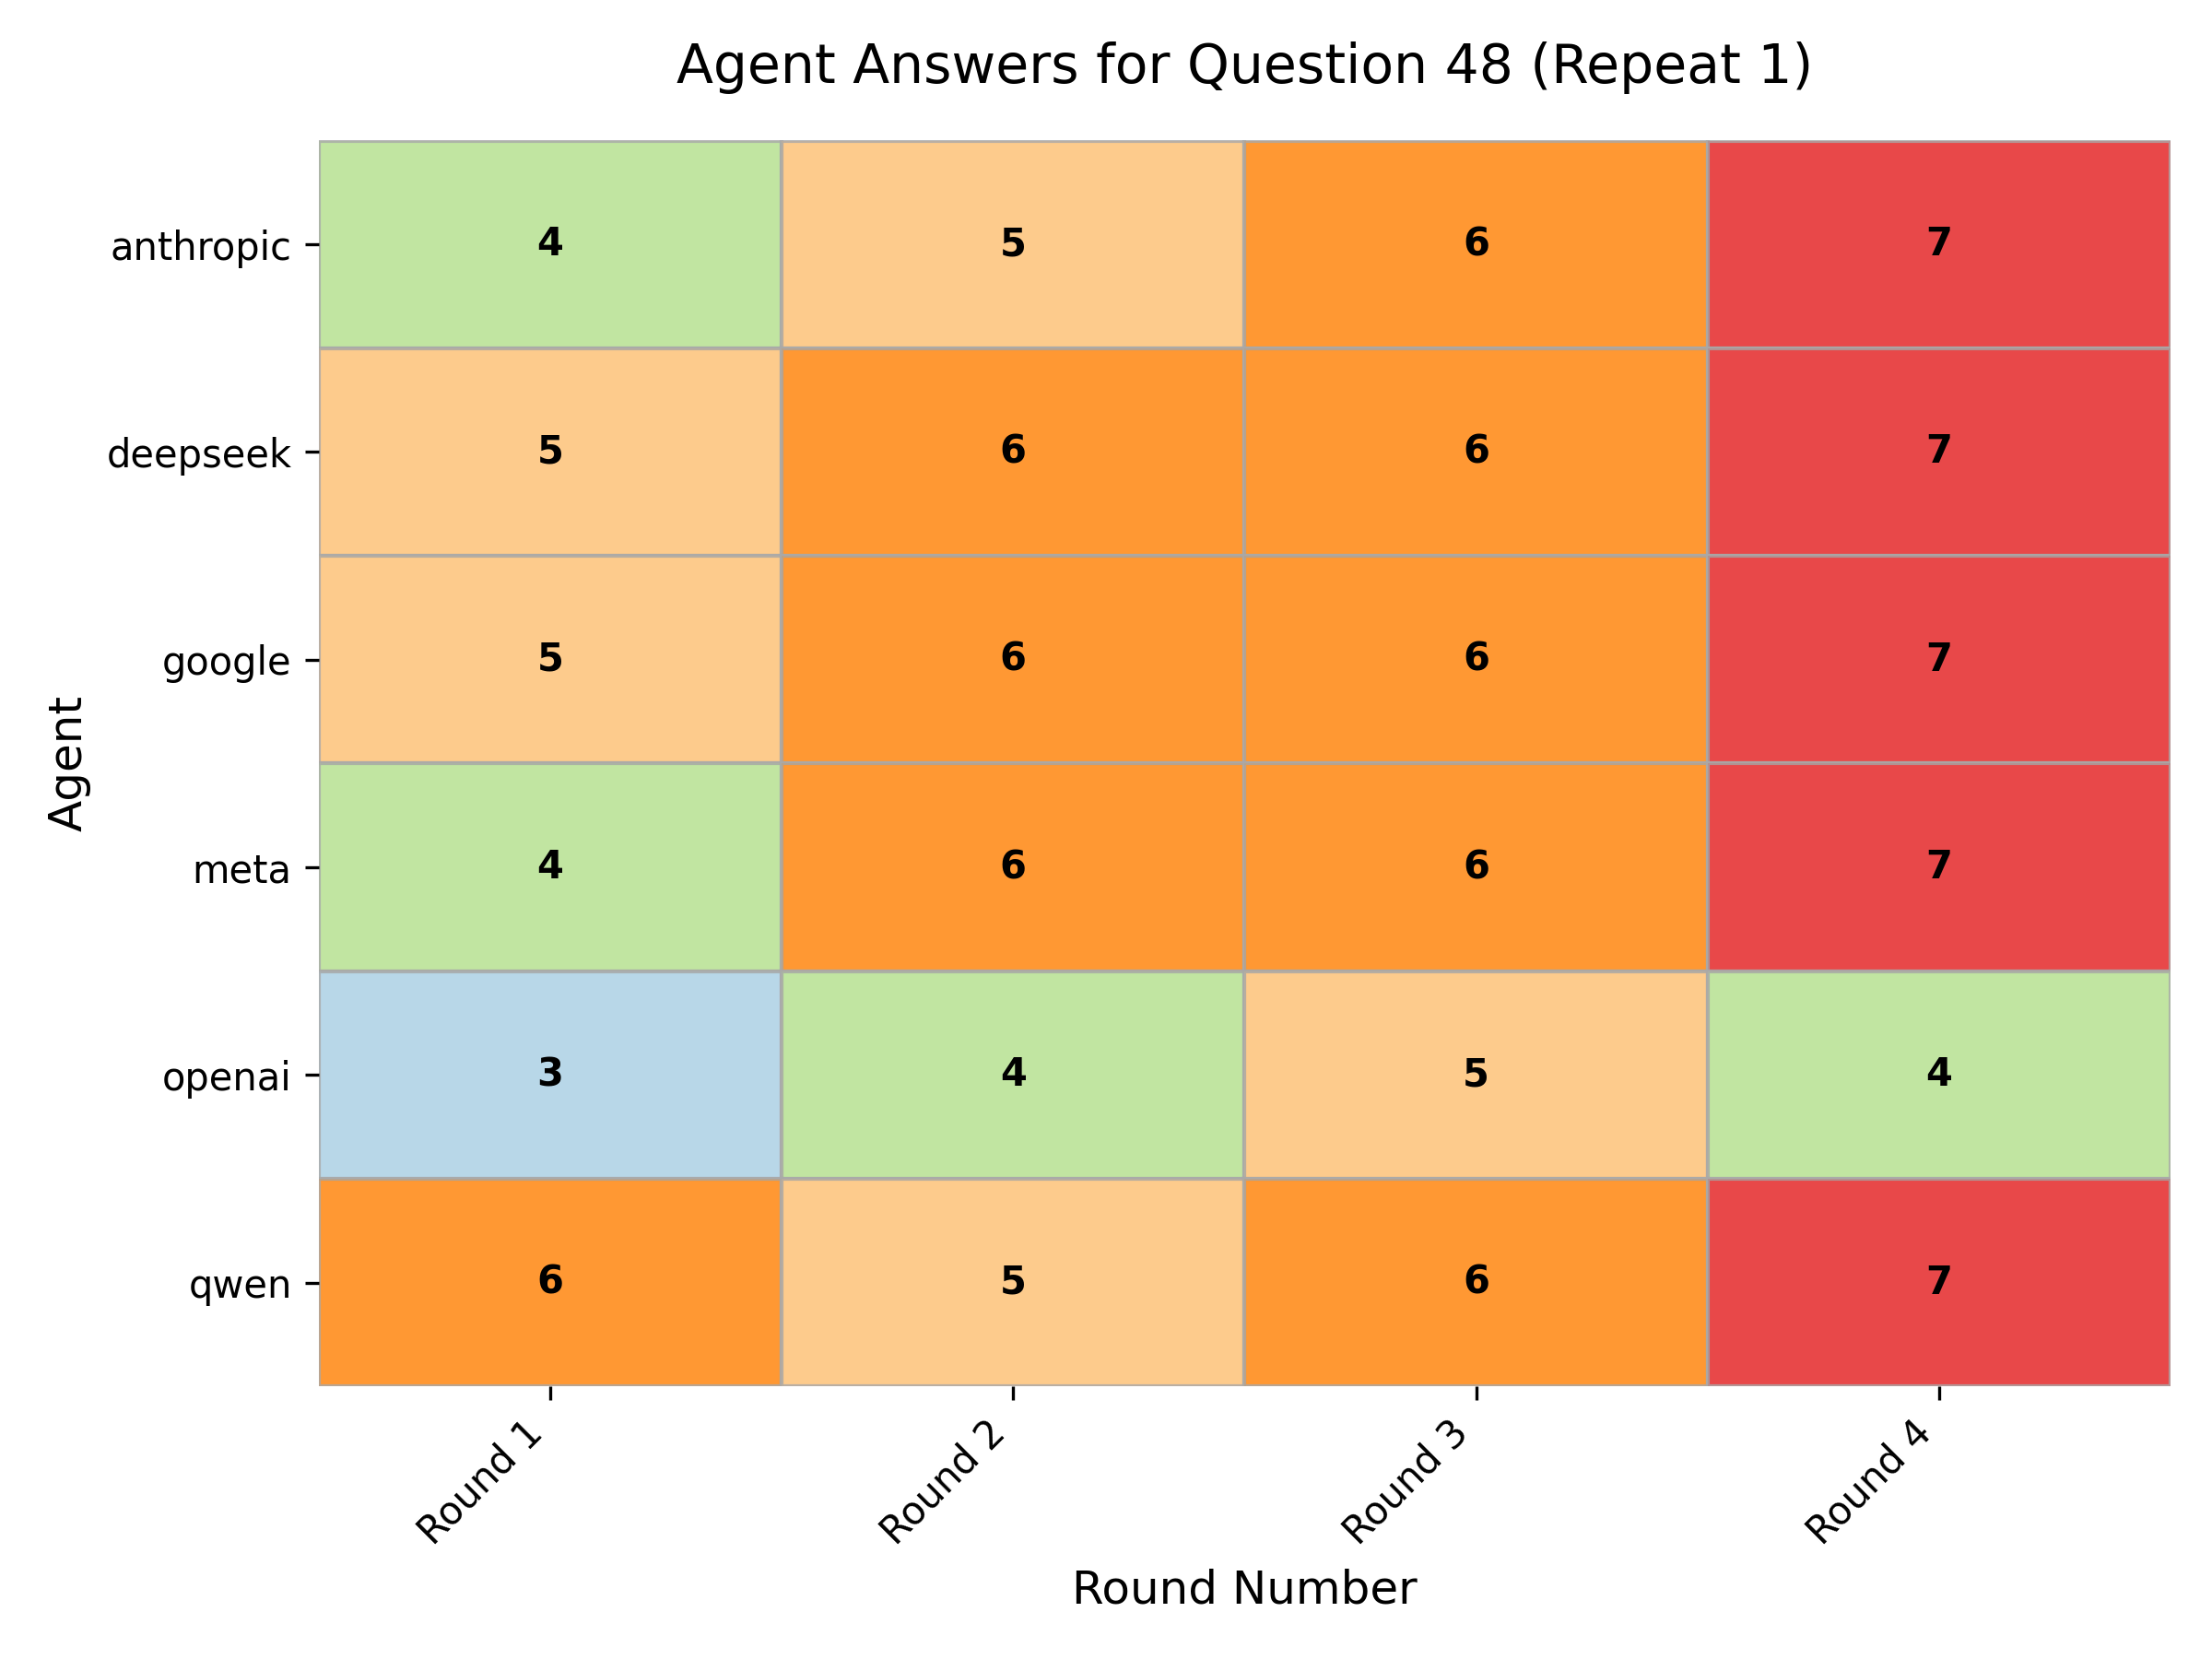 Agent Answers for Question 48 (Repeat 1)
Agent
anthropic 4 5 6 7
deepseek 5 6 6 7
google 5 6 6 7
meta 4 6 6 7
openai 3 4 5 4
qwen 6 5 6 7
Round 1 Round 2 Round 3 Round 4
Round Number